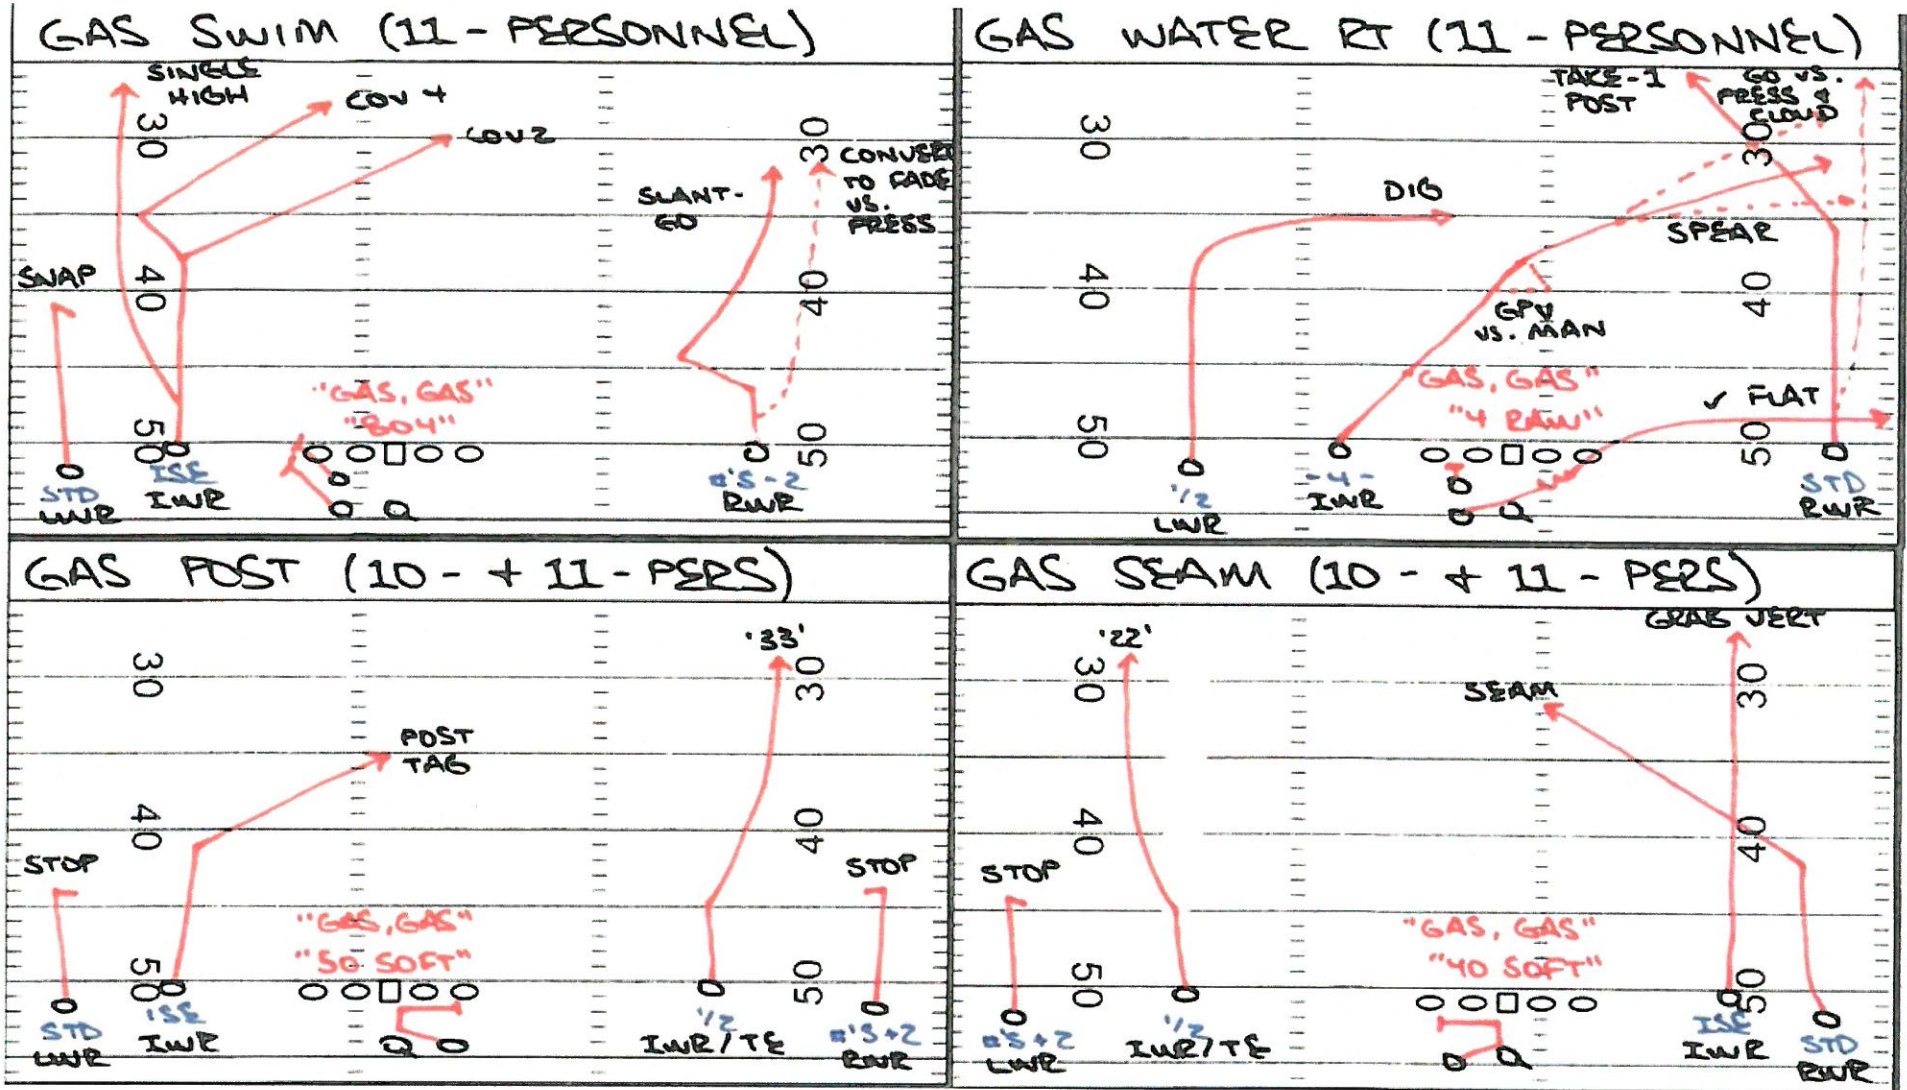 GAS SWIM (11-PERSONNEL)
SINGLE
HIGH
COV 4
COV 2
30
30
CONVERT
TO FADE
VS.
PRESS
SLANT-
GO
SNAP
40
40
"GAS, GAS"
"804"
50
50
STD
LWR
ISE
IWR
Q
#'S-2
RWR
GAS WATER RT (11-PERSONNEL)
TAKE-1
POST
GO VS.
PRESS &
CLOUD
30
30
DIG
SPEAR
40
40
GPU
VS. MAN
"GAS, GAS"
"4 RAW"
✓ FLAT
50
50
1/2
LWR
-4-
IWR
Q
STD
RWR
GAS POST (10- + 11-PERS)
'33'
30
30
POST
TAG
40
40
STOP
STOP
"GAS, GAS"
"50 SOFT"
50
50
STD
LWR
ISE
IWR
Q
1/2
IWR/TE
#'S+2
RWR
GAS SEAM (10- + 11-PERS)
GRAB VERT
'22'
30
30
SEAM
40
40
STOP
"GAS, GAS"
"40 SOFT"
50
50
#'S+2
LWR
1/2
IWR/TE
Q
ISE
IWR
STD
RWR